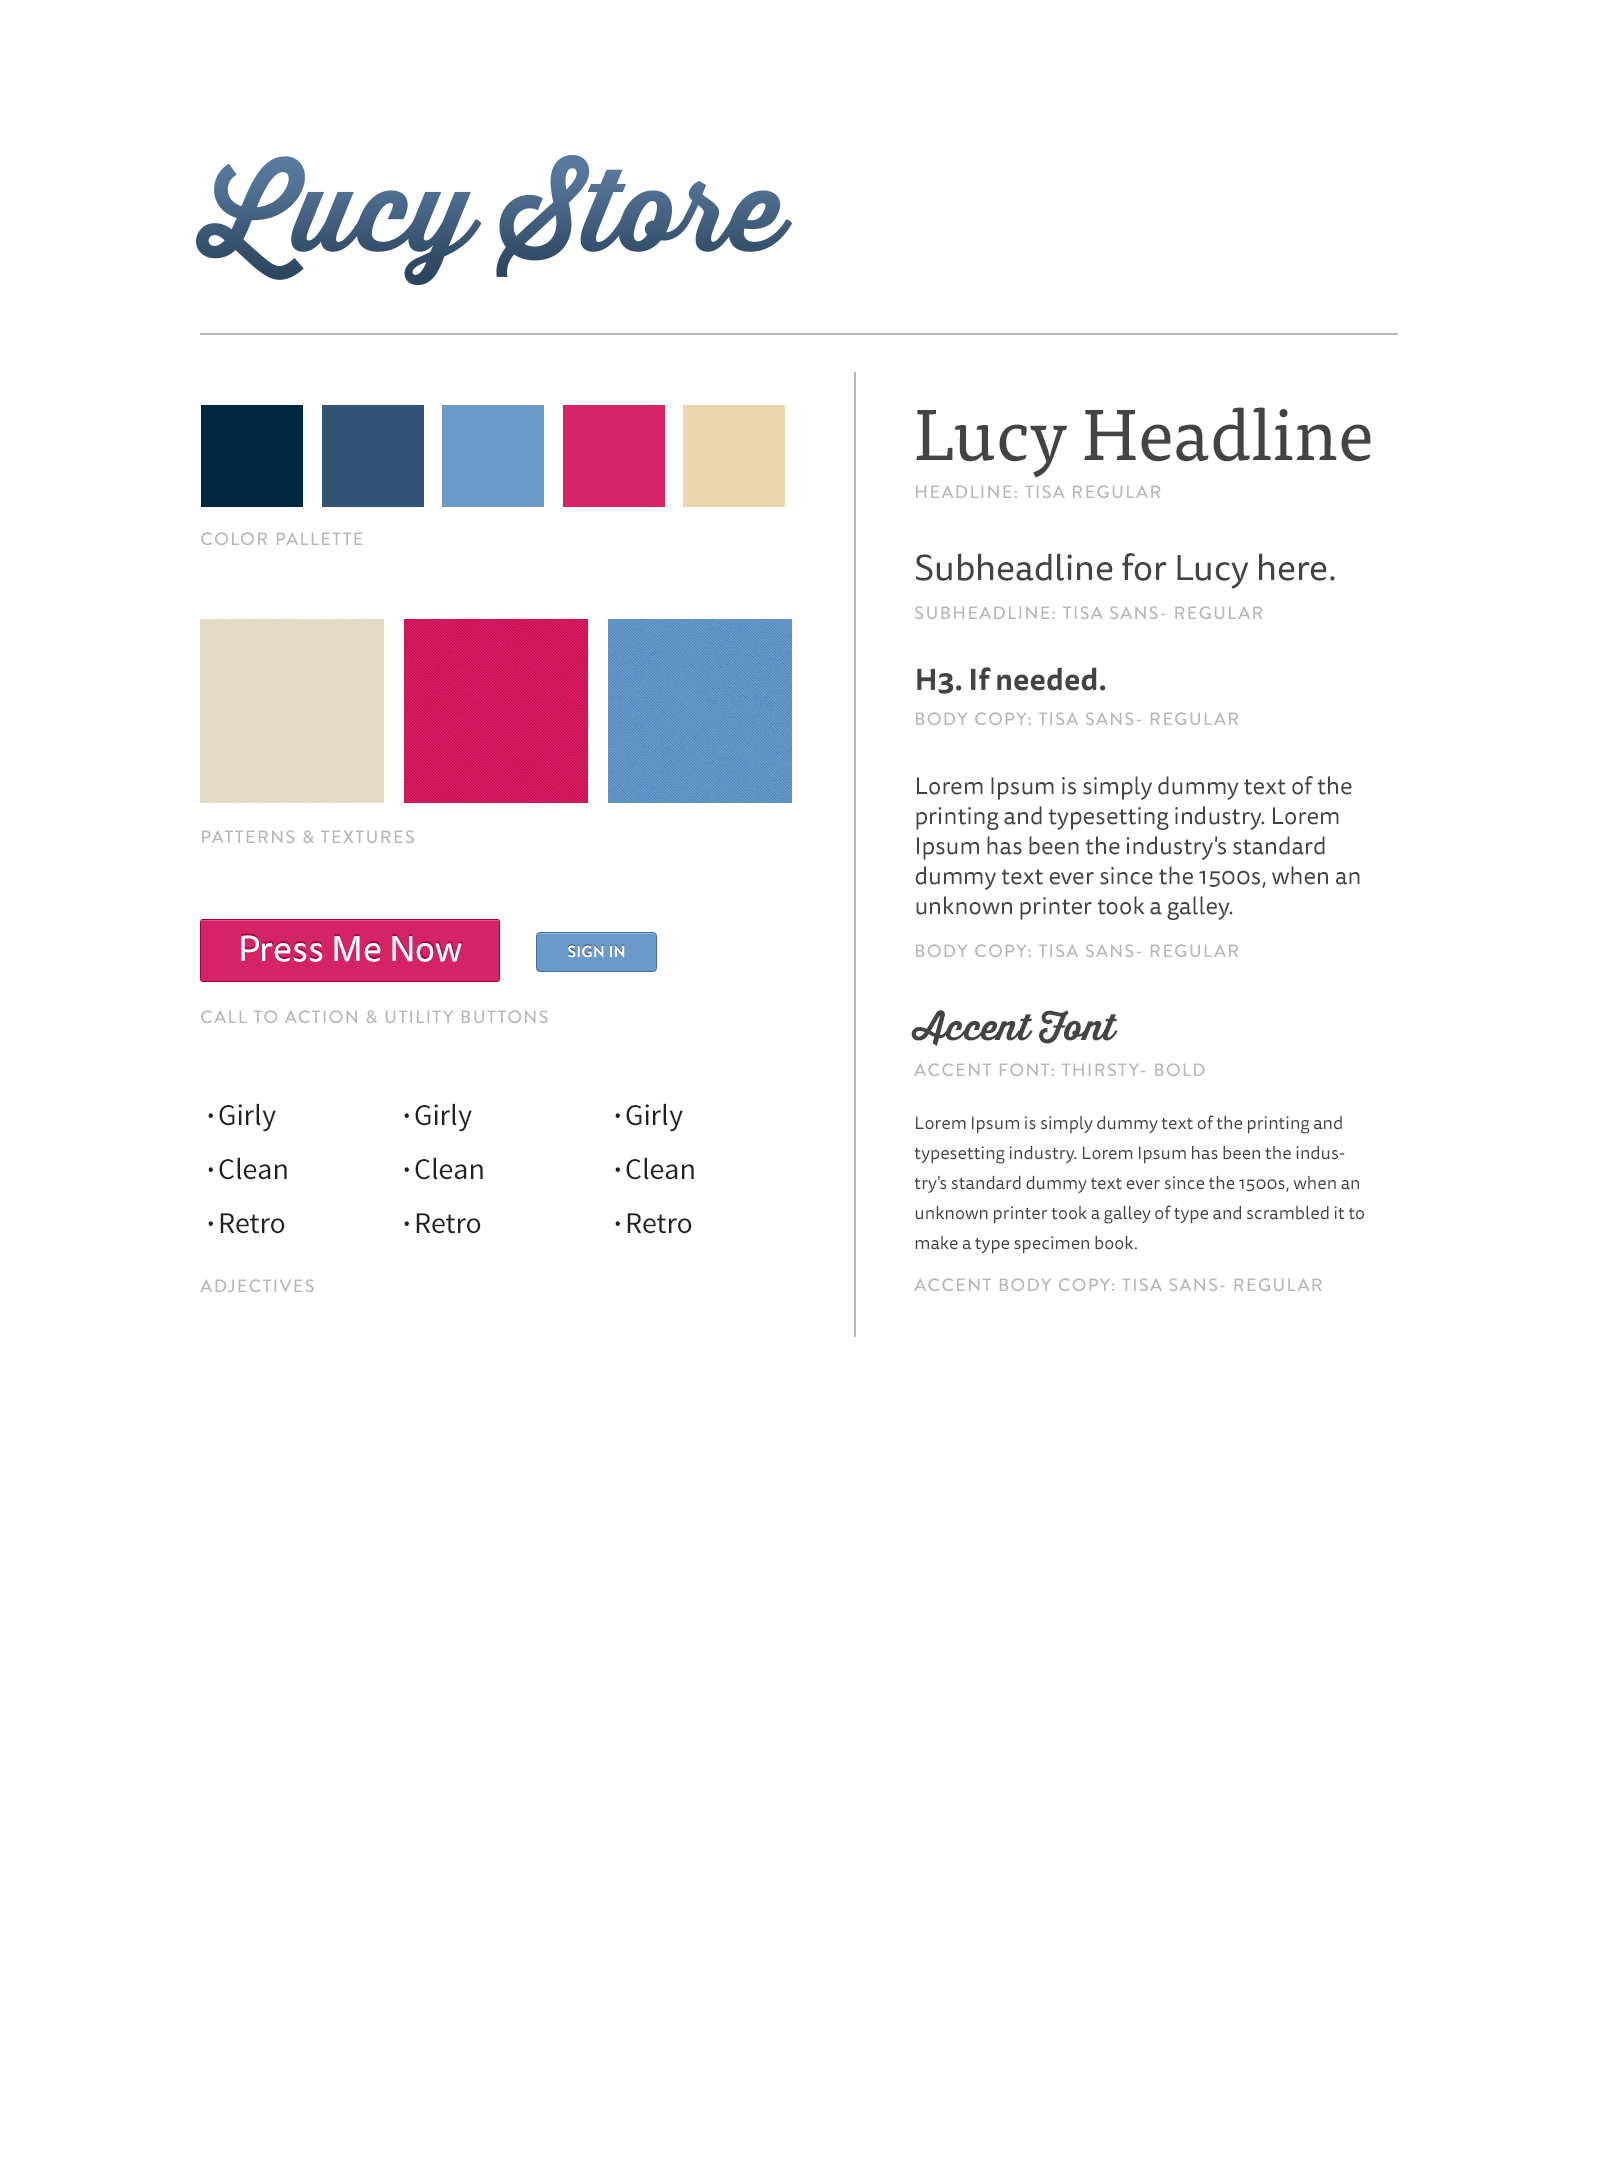 Lucy Store
COLOR PALLETTE
PATTERNS & TEXTURES
Press Me Now
SIGN IN
CALL TO ACTION & UTILITY BUTTONS
· Girly
· Clean
· Retro
· Girly
· Clean
· Retro
· Girly
· Clean
· Retro
ADJECTIVES
Lucy Headline
HEADLINE: TISA REGULAR
Subheadline for Lucy here.
SUBHEADLINE: TISA SANS- REGULAR
H3. If needed.
BODY COPY: TISA SANS- REGULAR
Lorem Ipsum is simply dummy text of the
printing and typesetting industry. Lorem
Ipsum has been the industry's standard
dummy text ever since the 1500s, when an
unknown printer took a galley.
BODY COPY: TISA SANS- REGULAR
Accent Font
ACCENT FONT: THIRSTY- BOLD
Lorem Ipsum is simply dummy text of the printing and
typesetting industry. Lorem Ipsum has been the indus-
try's standard dummy text ever since the 1500s, when an
unknown printer took a galley of type and scrambled it to
make a type specimen book.
ACCENT BODY COPY: TISA SANS- REGULAR